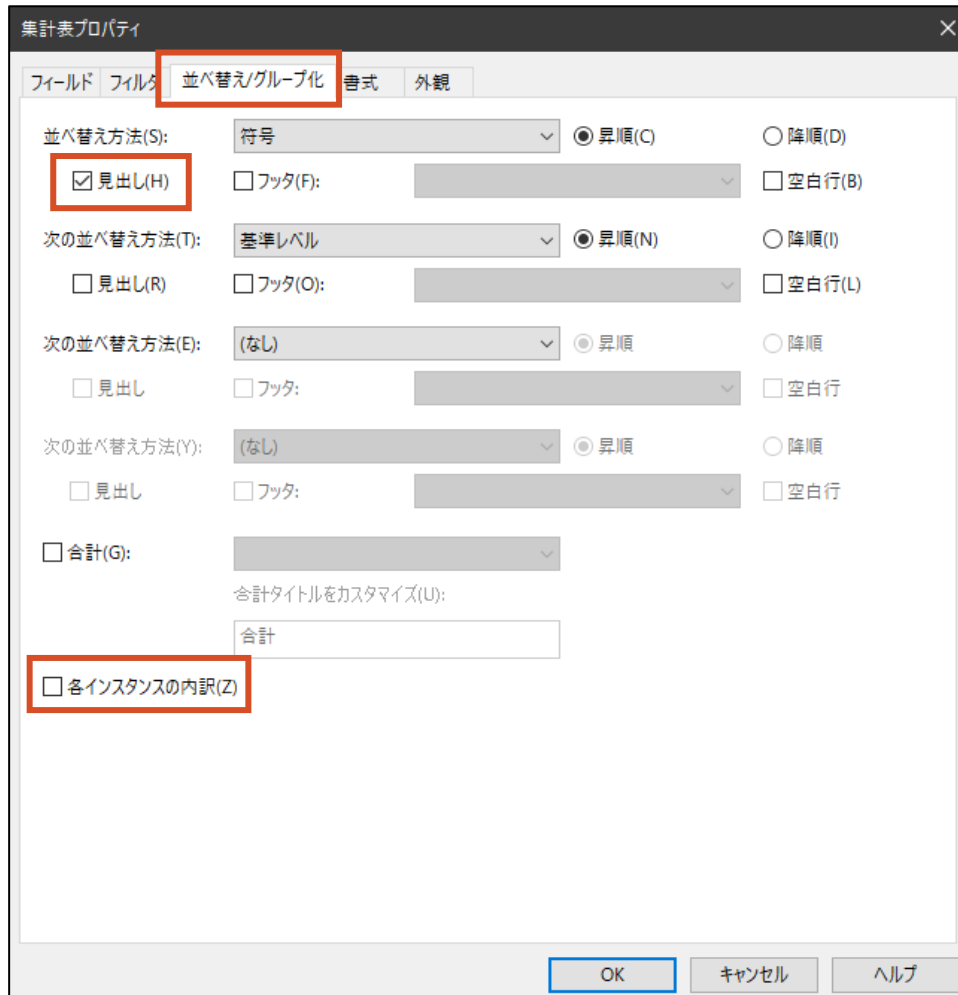 集計表プロパティ
フィールド フィルタ 並べ替え/グループ化 書式 外観
並べ替え方法(S): 符号 昇順(C) 降順(D)
見出し(H) フッタ(F): 空白行(B)
次の並べ替え方法(T): 基準レベル 昇順(N) 降順(I)
見出し(R) フッタ(O): 空白行(L)
次の並べ替え方法(E): (なし) 昇順 降順
見出し フッタ: 空白行
次の並べ替え方法(Y): (なし) 昇順 降順
見出し フッタ: 空白行
合計(G):
合計タイトルをカスタマイズ(U):
合計
各インスタンスの内訳(Z)
OK キャンセル ヘルプ